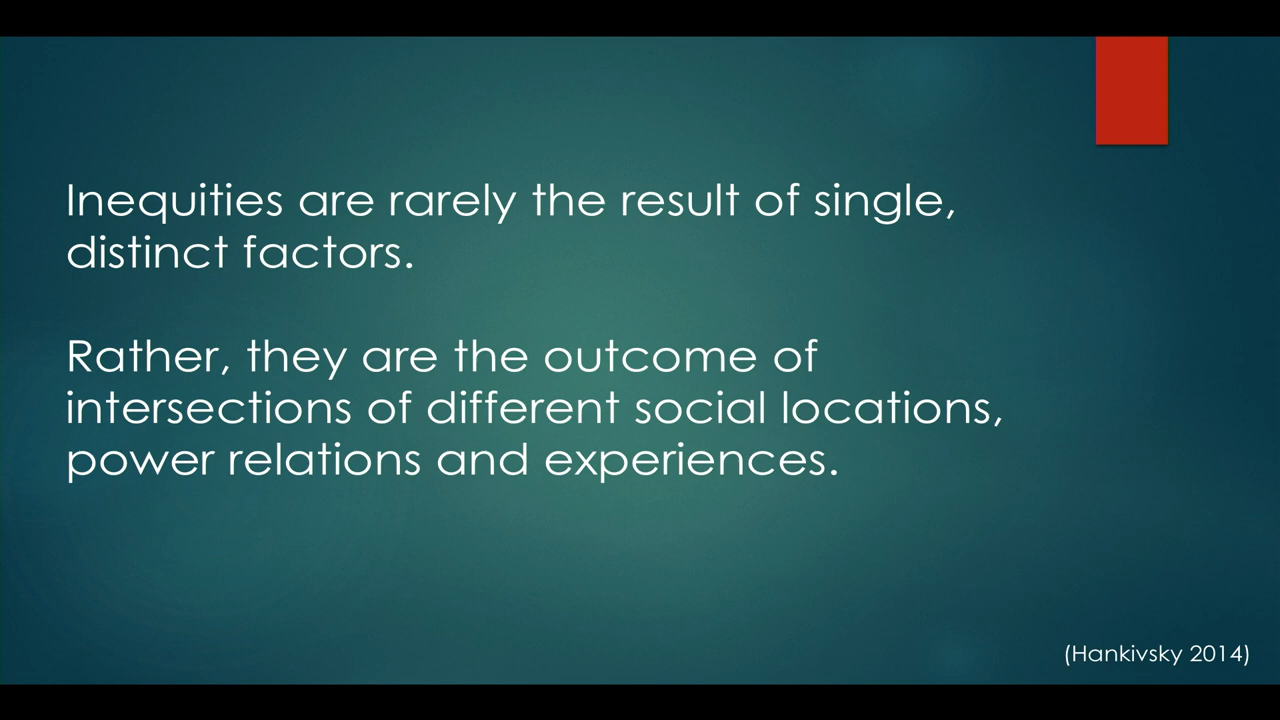 Inequities are rarely the result of single,
distinct factors.
Rather, they are the outcome of
intersections of different social locations,
power relations and experiences.
(Hankivsky 2014)